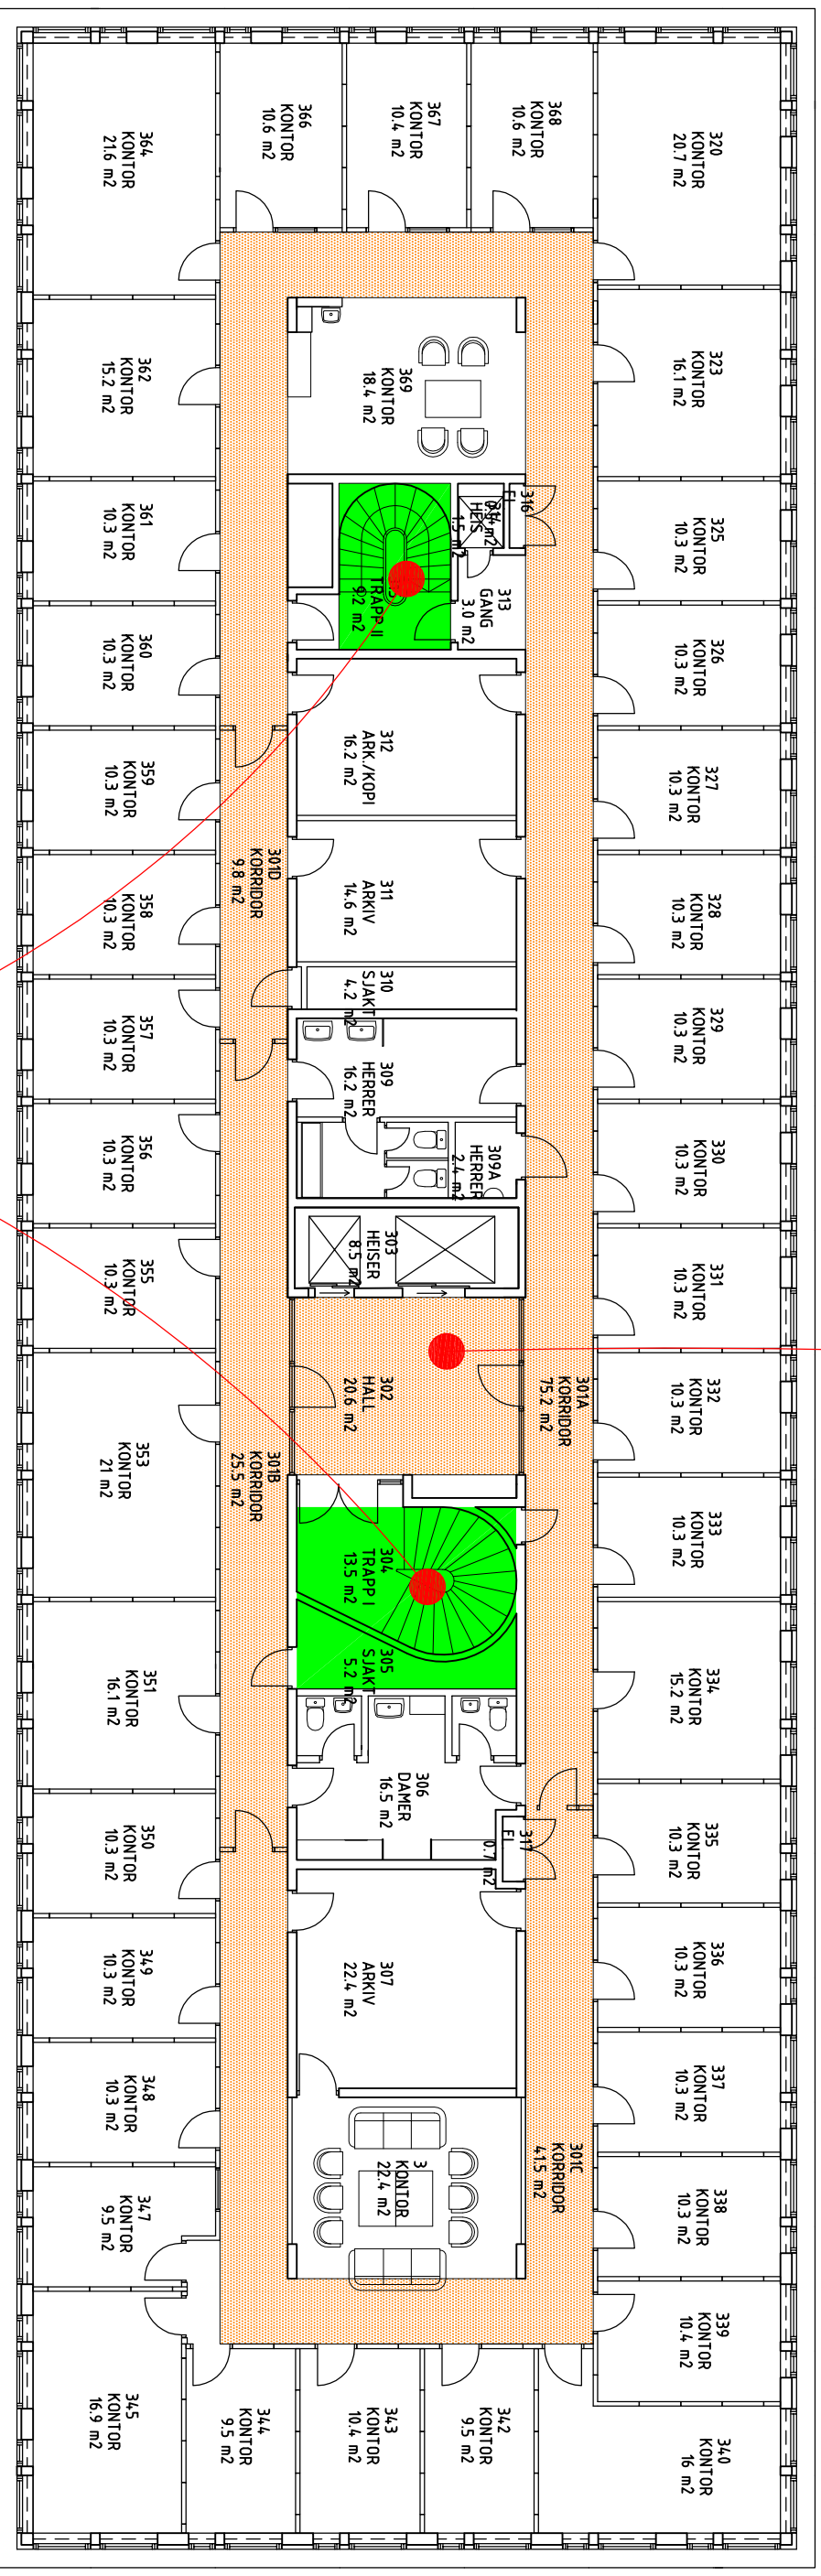 364
KONTOR
21.6 m2
366
KONTOR
10.6 m2
367
KONTOR
10.4 m2
368
KONTOR
10.6 m2
320
KONTOR
20.7 m2
362
KONTOR
15.2 m2
369
KONTOR
18.4 m2
323
KONTOR
16.1 m2
361
KONTOR
10.3 m2
316
EL
HEIS
1.5 m2
325
KONTOR
10.3 m2
360
KONTOR
10.3 m2
TRAPP II
9.2 m2
313
GANG
3.0 m2
326
KONTOR
10.3 m2
359
KONTOR
10.3 m2
312
ARK./KOPI
16.2 m2
327
KONTOR
10.3 m2
358
KONTOR
10.3 m2
301D
KORRIDOR
9.8 m2
311
ARKIV
14.6 m2
328
KONTOR
10.3 m2
357
KONTOR
10.3 m2
310
SJAKT
4.2 m2
329
KONTOR
10.3 m2
356
KONTOR
10.3 m2
309
HERRER
16.2 m2
309A
HERRER
2.4 m2
330
KONTOR
10.3 m2
355
KONTOR
10.3 m2
303
HEISER
8.5 m2
331
KONTOR
10.3 m2
353
KONTOR
21 m2
301B
KORRIDOR
25.5 m2
302
HALL
20.6 m2
301A
KORRIDOR
75.2 m2
332
KONTOR
10.3 m2
333
KONTOR
10.3 m2
304
TRAPP I
13.5 m2
351
KONTOR
16.1 m2
305
SJAKT
5.2 m2
334
KONTOR
15.2 m2
350
KONTOR
10.3 m2
306
DAMER
16.5 m2
317
EL
0.7 m2
335
KONTOR
10.3 m2
349
KONTOR
10.3 m2
307
ARKIV
22.4 m2
336
KONTOR
10.3 m2
348
KONTOR
10.3 m2
337
KONTOR
10.3 m2
347
KONTOR
9.5 m2
3
KONTOR
22.4 m2
301C
KORRIDOR
41.5 m2
338
KONTOR
10.3 m2
339
KONTOR
10.4 m2
345
KONTOR
16.9 m2
344
KONTOR
9.5 m2
343
KONTOR
10.4 m2
342
KONTOR
9.5 m2
340
KONTOR
16 m2